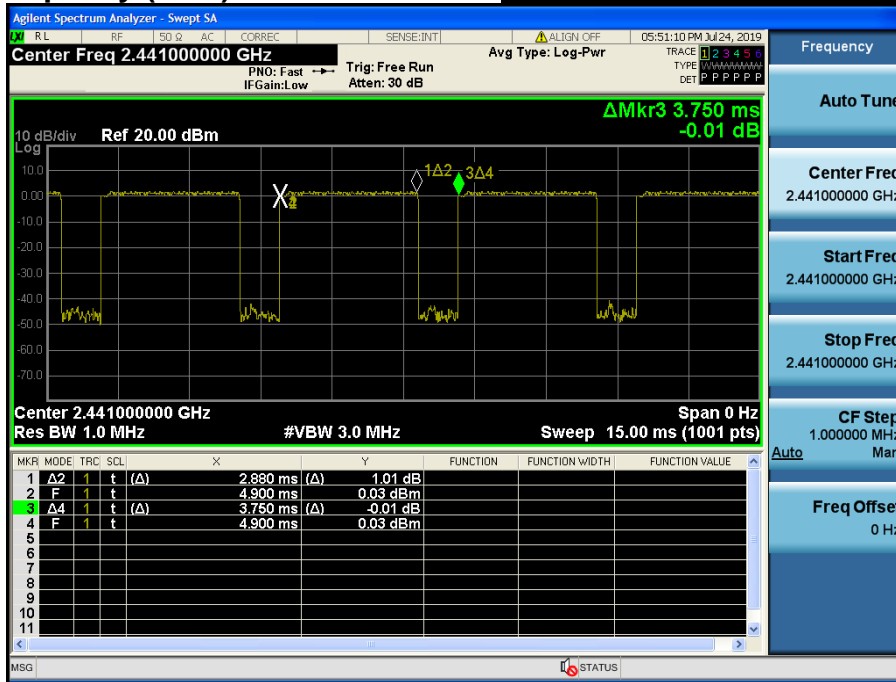 Agilent Spectrum Analyzer - Swept SA
LXI RL RF 50 Ω AC CORREC SENSE:INT ALIGN OFF 05:51:10 PM Jul 24, 2019
Center Freq 2.441000000 GHz
PNO: Fast
IFGain:Low
Trig: Free Run
Atten: 30 dB
Avg Type: Log-Pwr
TRACE 1 2 3 4 5 6
TYPE WWWWWW
DET P P P P P P
ΔMkr3 3.750 ms
-0.01 dB
10 dB/div Ref 20.00 dBm
Log
10.0
0.00
-10.0
-20.0
-30.0
-40.0
-50.0
-60.0
-70.0
X
1Δ2
3Δ4
Center 2.441000000 GHz Span 0 Hz
Res BW 1.0 MHz #VBW 3.0 MHz Sweep 15.00 ms (1001 pts)
MKR MODE TRC SCL X Y FUNCTION FUNCTION WIDTH FUNCTION VALUE
1 Δ2 1 t (Δ) 2.880 ms (Δ) 1.01 dB
2 F 1 t 4.900 ms 0.03 dBm
3 Δ4 1 t (Δ) 3.750 ms (Δ) -0.01 dB
4 F 1 t 4.900 ms 0.03 dBm
5
6
7
8
9
10
11
MSG STATUS
Frequency
Auto Tune
Center Freq
2.441000000 GHz
Start Freq
2.441000000 GHz
Stop Freq
2.441000000 GHz
CF Step
1.000000 MHz
Auto Man
Freq Offset
0 Hz